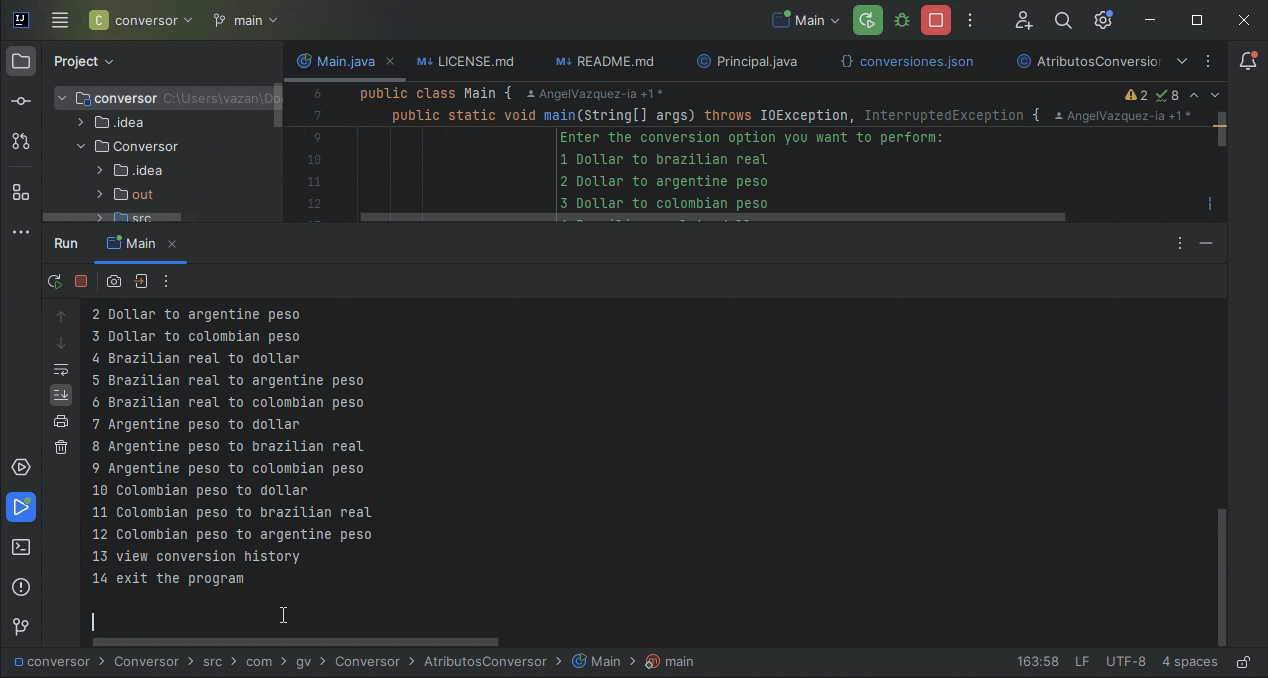 IJ C conversor main Main
Project Main.java M↓ LICENSE.md M↓ README.md C Principal.java {} conversiones.json C AtributosConversior
conversor C:\Users\vazan\Do
.idea
Conversor
.idea
out
src
6 public class Main { AngelVazquez-ia +1 * 2 8
7 public static void main(String[] args) throws IOException, InterruptedException { AngelVazquez-ia +1 *
9 Enter the conversion option you want to perform:
10 1 Dollar to brazilian real
11 2 Dollar to argentine peso
12 3 Dollar to colombian peso
Run Main
2 Dollar to argentine peso
3 Dollar to colombian peso
4 Brazilian real to dollar
5 Brazilian real to argentine peso
6 Brazilian real to colombian peso
7 Argentine peso to dollar
8 Argentine peso to brazilian real
9 Argentine peso to colombian peso
10 Colombian peso to dollar
11 Colombian peso to brazilian real
12 Colombian peso to argentine peso
13 view conversion history
14 exit the program
conversor > Conversor > src > com > gv > Conversor > AtributosConversor > Main > m main 163:58 LF UTF-8 4 spaces